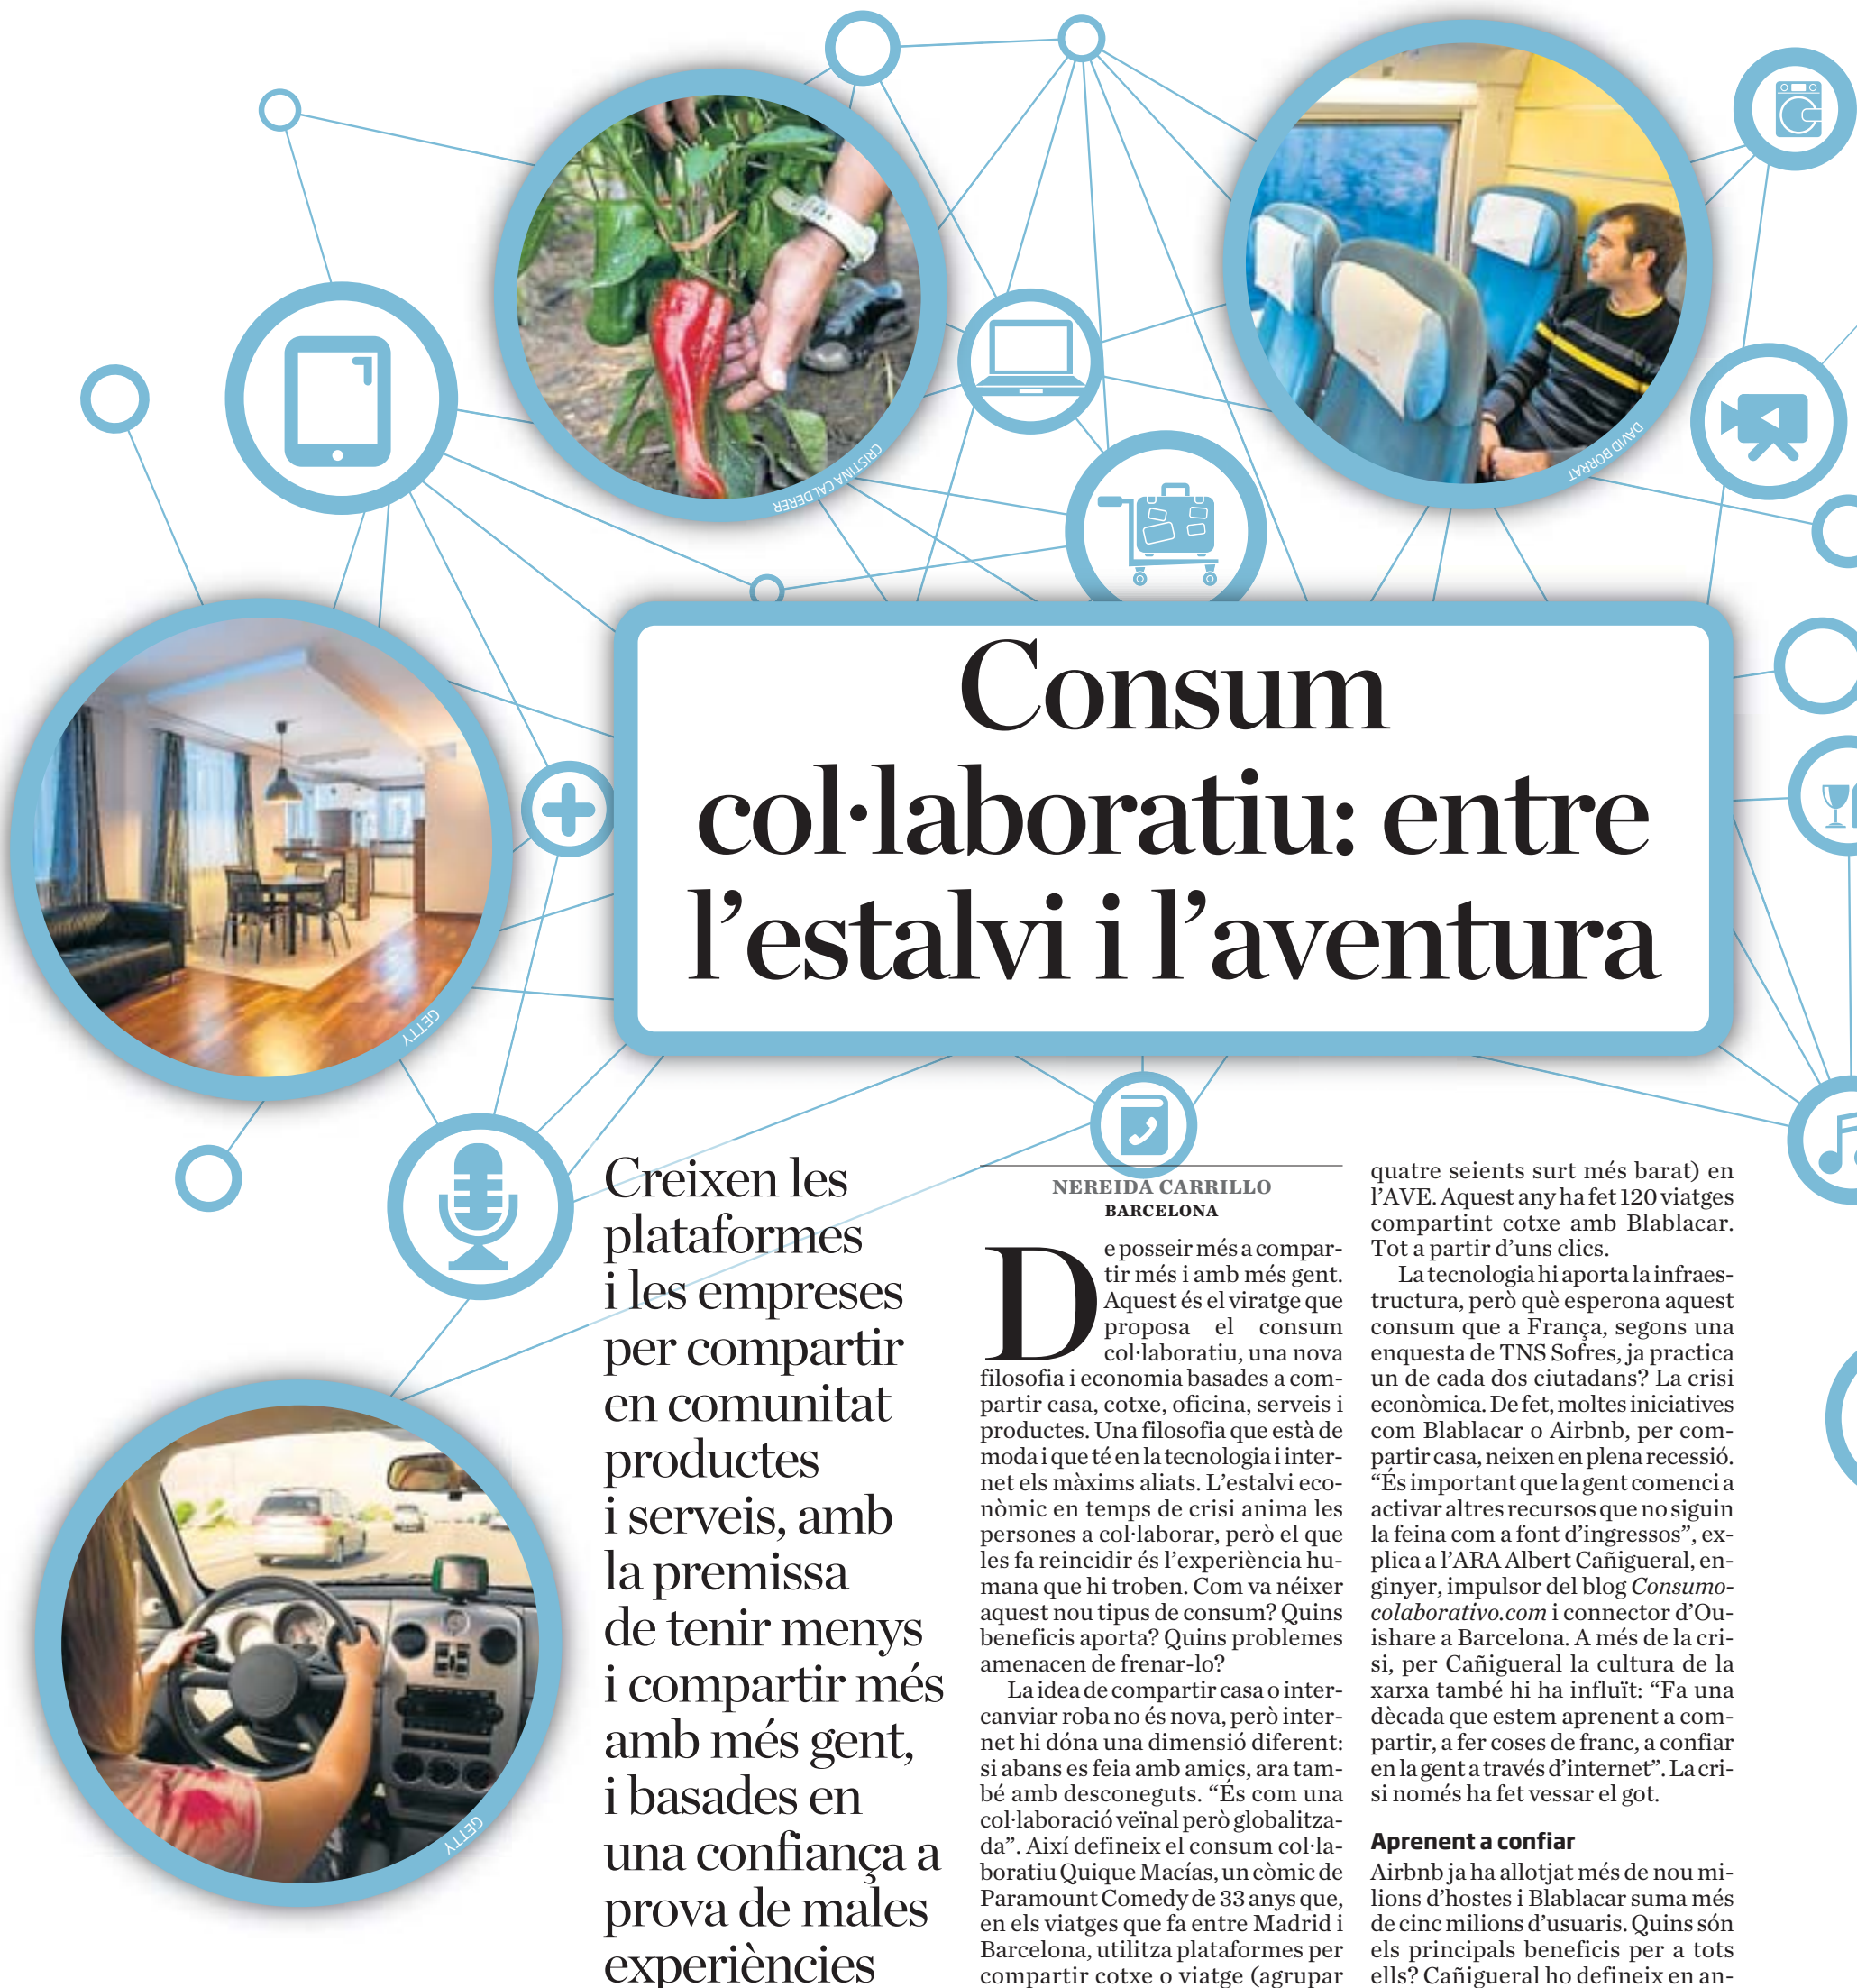 CRISTINA CALDERER
DAVID BORRAT
GETTY
GETTY
Consum
col·laboratiu: entre
l’estalvi i l’aventura
Creixen les
plataformes
i les empreses
per compartir
en comunitat
productes
i serveis, amb
la premissa
de tenir menys
i compartir més
amb més gent,
i basades en
una confiança a
prova de males
experiències
NEREIDA CARRILLO
BARCELONA
De posseir més a compar-
tir més i amb més gent.
Aquest és el viratge que
proposa el consum
col·laboratiu, una nova
filosofia i economia basades a com-
partir casa, cotxe, oficina, serveis i
productes. Una filosofia que està de
moda i que té en la tecnologia i inter-
net els màxims aliats. L’estalvi eco-
nòmic en temps de crisi anima les
persones a col·laborar, però el que
les fa reincidir és l’experiència hu-
mana que hi troben. Com va néixer
aquest nou tipus de consum? Quins
beneficis aporta? Quins problemes
amenacen de frenar-lo?
La idea de compartir casa o inter-
canviar roba no és nova, però inter-
net hi dóna una dimensió diferent:
si abans es feia amb amics, ara tam-
bé amb desconeguts. “És com una
col·laboració veïnal però globalitza-
da”. Així defineix el consum col·la-
boratiu Quique Macías, un còmic de
Paramount Comedy de 33 anys que,
en els viatges que fa entre Madrid i
Barcelona, utilitza plataformes per
compartir cotxe o viatge (agrupar
quatre seients surt més barat) en
l’AVE. Aquest any ha fet 120 viatges
compartint cotxe amb Blablacar.
Tot a partir d’uns clics.
La tecnologia hi aporta la infraes-
tructura, però què esperona aquest
consum que a França, segons una
enquesta de TNS Sofres, ja practica
un de cada dos ciutadans? La crisi
econòmica. De fet, moltes iniciatives
com Blablacar o Airbnb, per com-
partir casa, neixen en plena recessió.
“És important que la gent comenci a
activar altres recursos que no siguin
la feina com a font d’ingressos”, ex-
plica a l’ARA Albert Cañigueral, en-
ginyer, impulsor del blog Consumo-
colaborativo.com i connector d’Ou-
ishare a Barcelona. A més de la cri-
si, per Cañigueral la cultura de la
xarxa també hi ha influït: “Fa una
dècada que estem aprenent a com-
partir, a fer coses de franc, a confiar
en la gent a través d’internet”. La cri-
si només ha fet vessar el got.
Aprenent a confiar
Airbnb ja ha allotjat més de nou mi-
lions d’hostes i Blablacar suma més
de cinc milions d’usuaris. Quins són
els principals beneficis per a tots
ells? Cañigueral ho defineix en an-